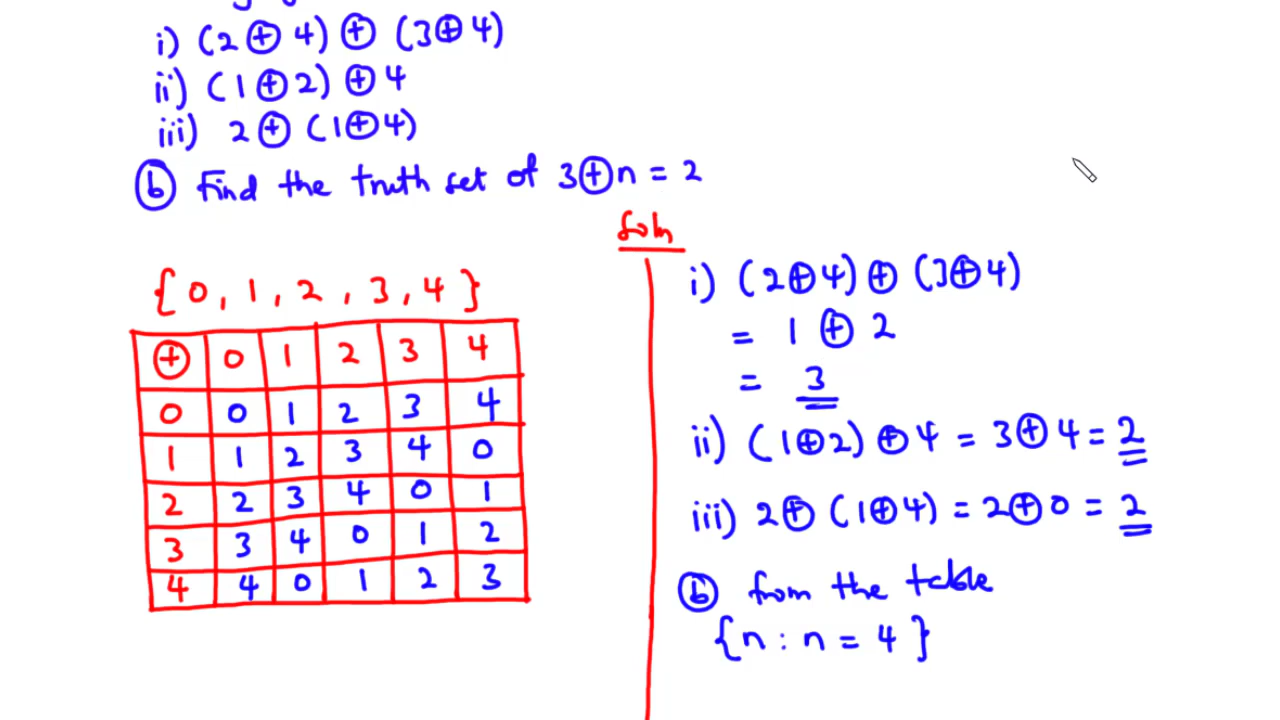 i) (2 ⊕ 4) ⊕ (3 ⊕ 4)
ii) (1 ⊕ 2) ⊕ 4
iii) 2 ⊕ (1 ⊕ 4)
b Find the truth set of 3 ⊕ n = 2
Soln
{ 0, 1, 2, 3, 4 }
⊕ 0 1 2 3 4
0 0 1 2 3 4
1 1 2 3 4 0
2 2 3 4 0 1
3 3 4 0 1 2
4 4 0 1 2 3
i) (2 ⊕ 4) ⊕ (3 ⊕ 4)
= 1 ⊕ 2
= 3
ii) (1 ⊕ 2) ⊕ 4 = 3 ⊕ 4 = 2
iii) 2 ⊕ (1 ⊕ 4) = 2 ⊕ 0 = 2
b from the table
{ n : n = 4 }